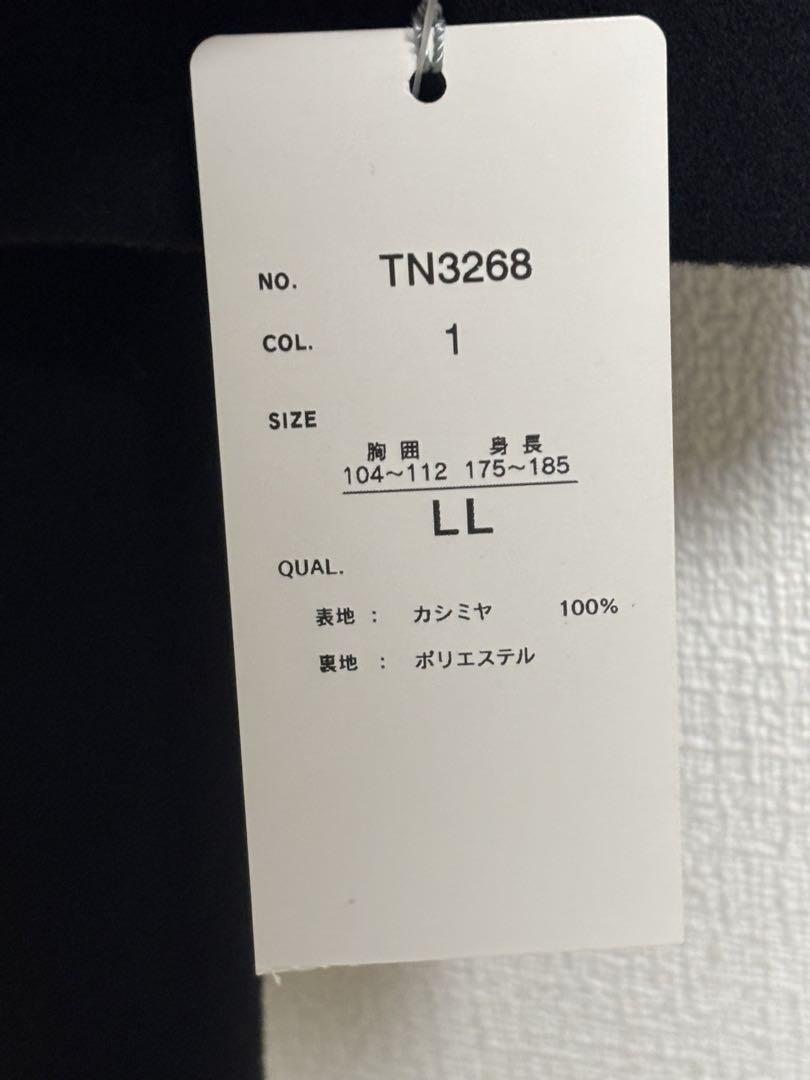 NO. TN3268
COL. 1
SIZE
胸囲 身長
104~112 175~185
LL
QUAL.
表地 : カシミヤ 100%
裏地 : ポリエステル